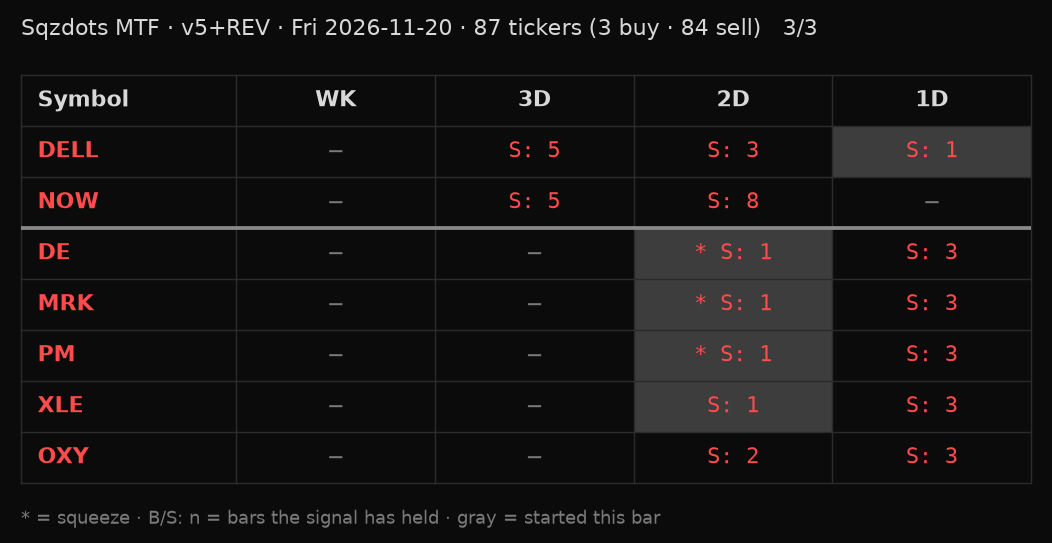 Sqzdots MTF · v5+REV · Fri 2026-11-20 · 87 tickers (3 buy · 84 sell)   3/3
Symbol WK 3D 2D 1D
DELL — S: 5 S: 3 S: 1
NOW — S: 5 S: 8 —
DE — — * S: 1 S: 3
MRK — — * S: 1 S: 3
PM — — * S: 1 S: 3
XLE — — S: 1 S: 3
OXY — — S: 2 S: 3
* = squeeze · B/S: n = bars the signal has held · gray = started this bar